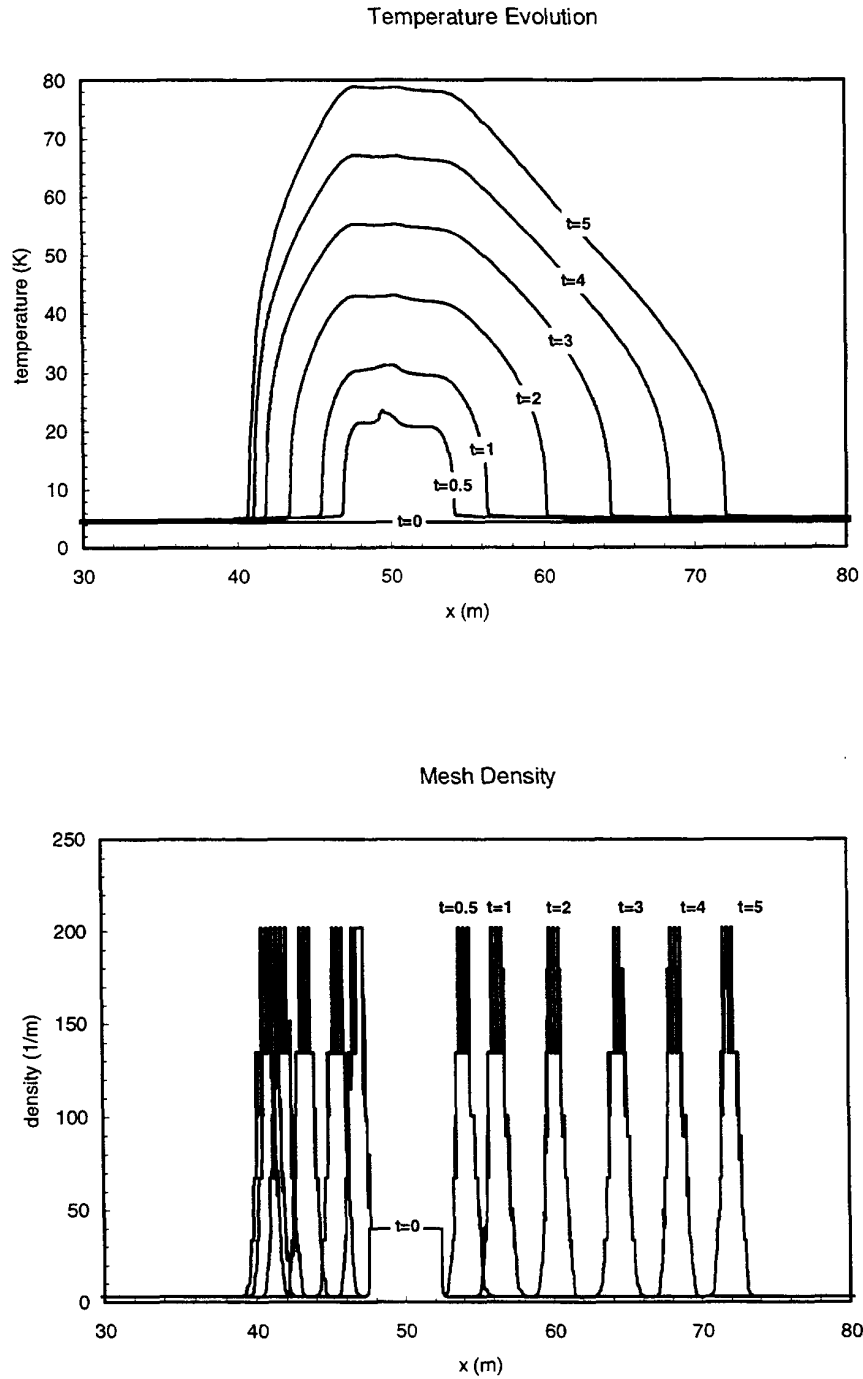 Temperature Evolution
80
70
60
50
40
30
20
10
0
temperature (K)
t=5
t=4
t=3
t=2
t=1
t=0.5
t=0
30 40 50 60 70 80
x (m)
Mesh Density
250
200
150
100
50
0
density (1/m)
t=0.5 t=1 t=2 t=3 t=4 t=5
t=0
30 40 50 60 70 80
x (m)